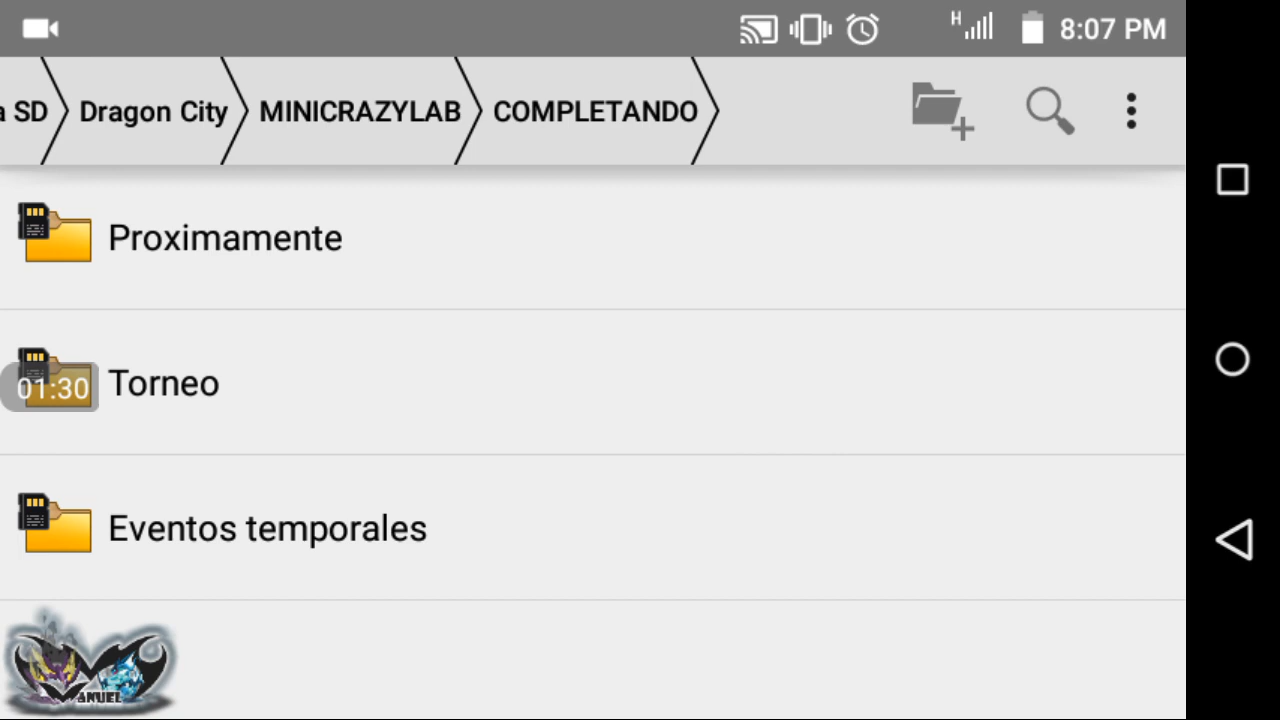 H 8:07 PM
a SD Dragon City MINICRAZYLAB COMPLETANDO
Proximamente
01:30 Torneo
Eventos temporales
ANUEL